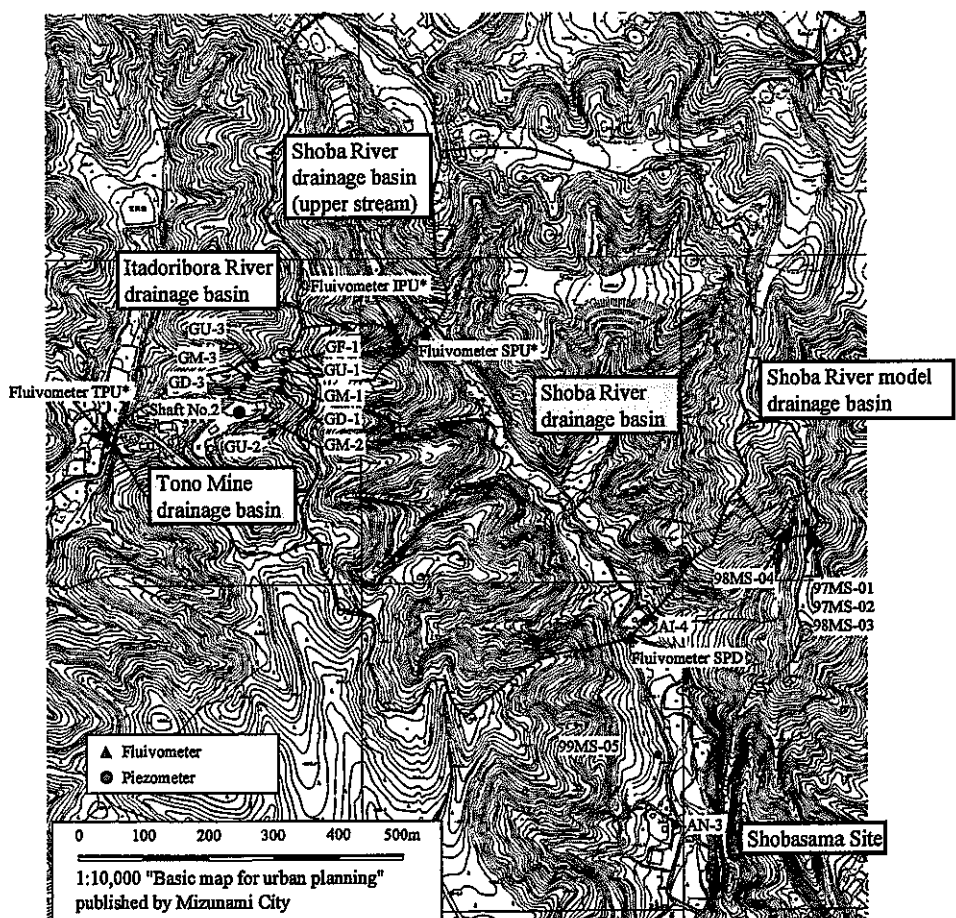 Shoba River
drainage basin
(upper stream)
Itadoribora River
drainage basin
Fluivometer IPU*
GU-3
GF-1
Fluivometer SPU*
GM-3
GU-1
GD-3
GM-1
Fluivometer TPU*
Shaft No.2
GD-1
GU-2
GM-2
Shoba River
drainage basin
Shoba River model
drainage basin
Tono Mine
drainage basin
98MS-04
97MS-01
97MS-02
98MS-03
AI-4
Fluivometer SPD
99MS-05
AN-3
Shobasama Site
Fluivometer
Piezometer
0 100 200 300 400 500m
1:10,000 "Basic map for urban planning"
published by Mizunami City